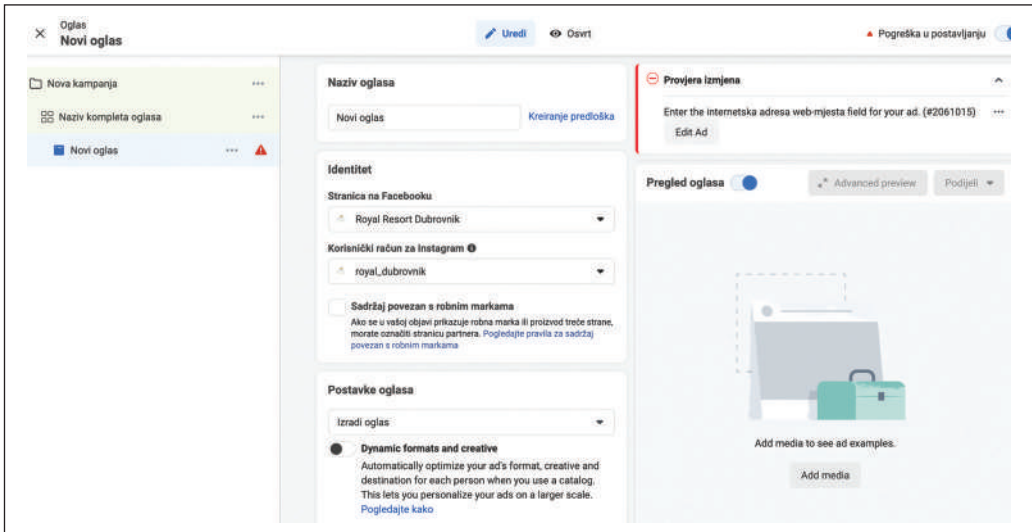 Oglas
Novi oglas
Uredi
Osvrt
Pogreška u postavljanju
Nova kampanja
Naziv kompleta oglasa
Novi oglas
Naziv oglasa
Novi oglas
Kreiranje predloška
Identitet
Stranica na Facebooku
Royal Resort Dubrovnik
Korisnički račun za Instagram
royal_dubrovnik
Sadržaj povezan s robnim markama
Ako se u vašoj objavi prikazuje robna marka ili proizvod treće strane,
morate označiti stranicu partnera. Pogledajte pravila za sadržaj
povezan s robnim markama
Postavke oglasa
Izradi oglas
Dynamic formats and creative
Automatically optimize your ad's format, creative and
destination for each person when you use a catalog.
This lets you personalize your ads on a larger scale.
Pogledajte kako
Provjera izmjena
Enter the internetska adresa web-mjesta field for your ad. (#2061015)
Edit Ad
Pregled oglasa
Advanced preview
Podijeli
Add media to see ad examples.
Add media